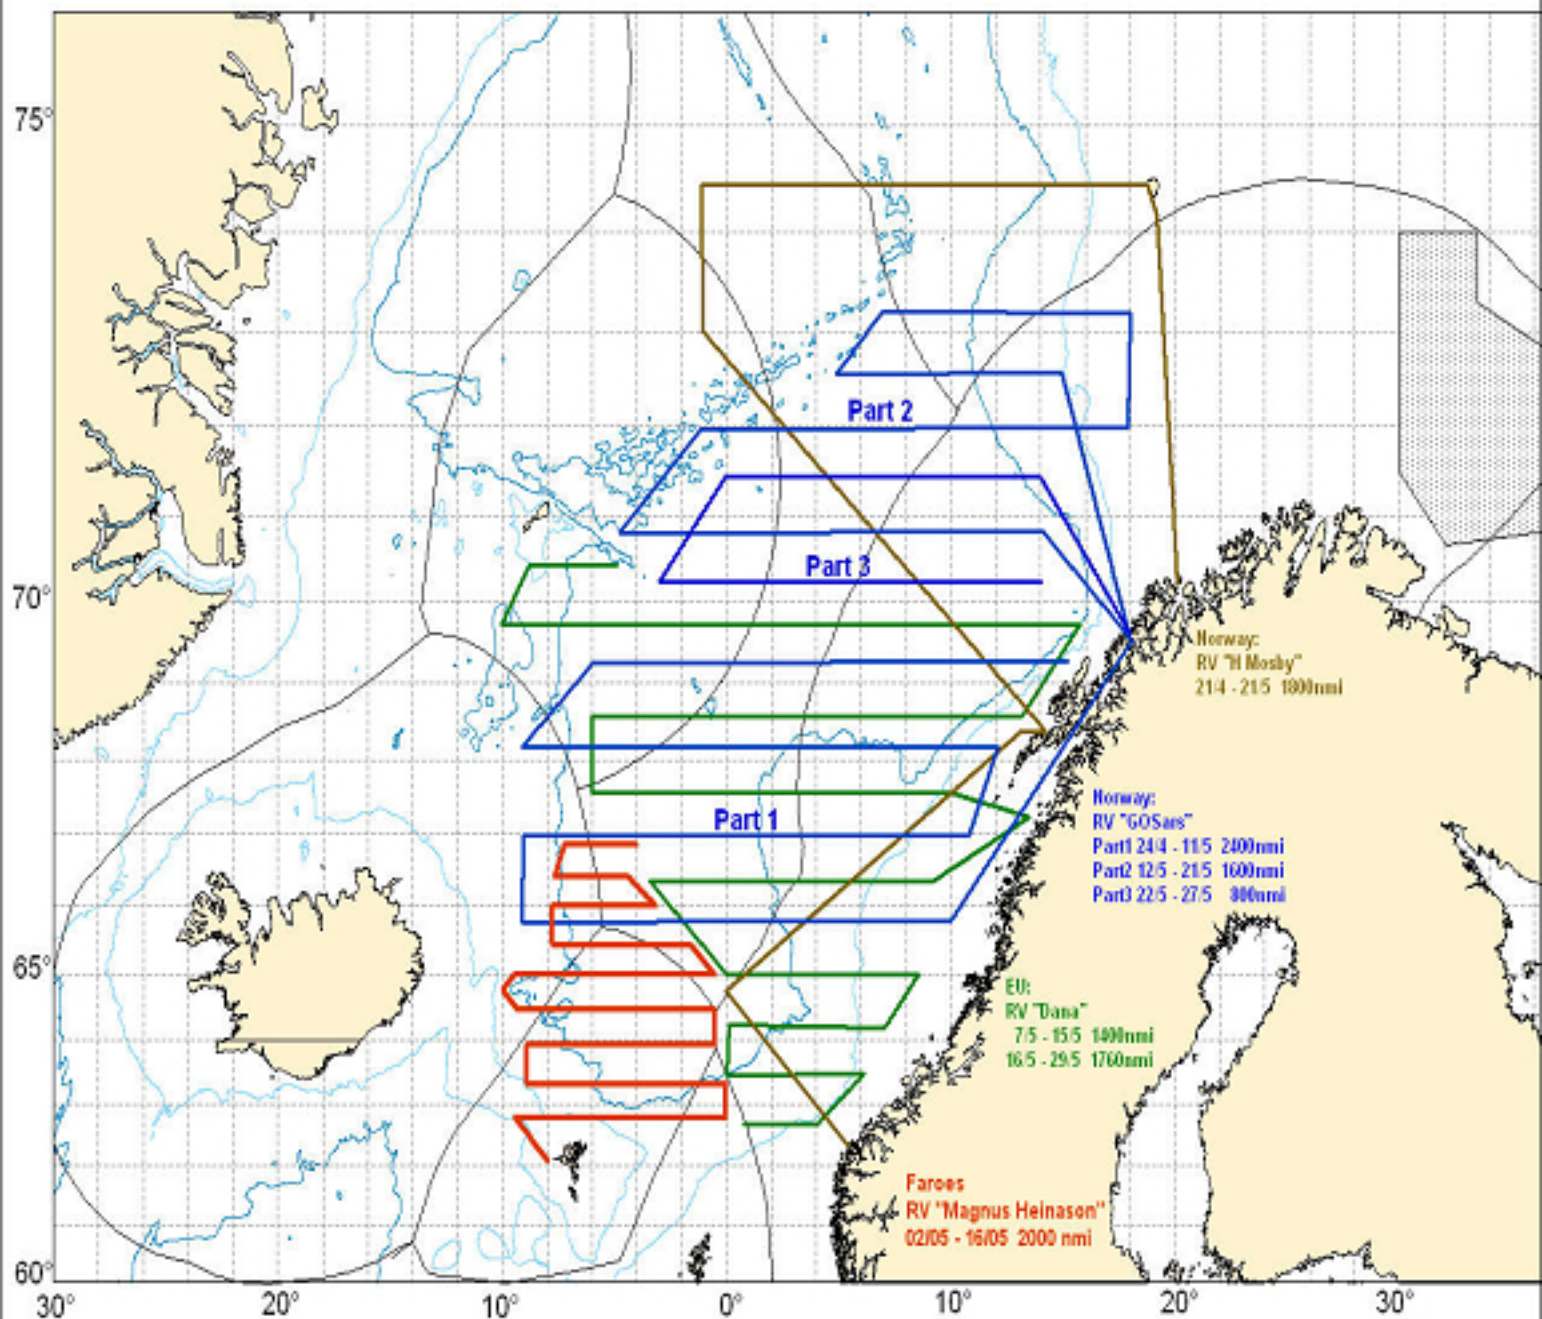 75°
Part 2
Part 3
70°
Norway:
RV "H Mosby"
21/4 - 21/5 1800nmi
Norway:
RV "GOSars"
Part1 24/4 - 11/5 2400nmi
Part2 12/5 - 21/5 1600nmi
Part3 22/5 - 27/5 800nmi
Part 1
65°
EU:
RV "Dana"
7/5 - 15/5 1400nmi
16/5 - 29/5 1760nmi
Faroes
RV "Magnus Heinason"
02/05 - 16/05 2000 nmi
60°
30° 20° 10° 0° 10° 20° 30°